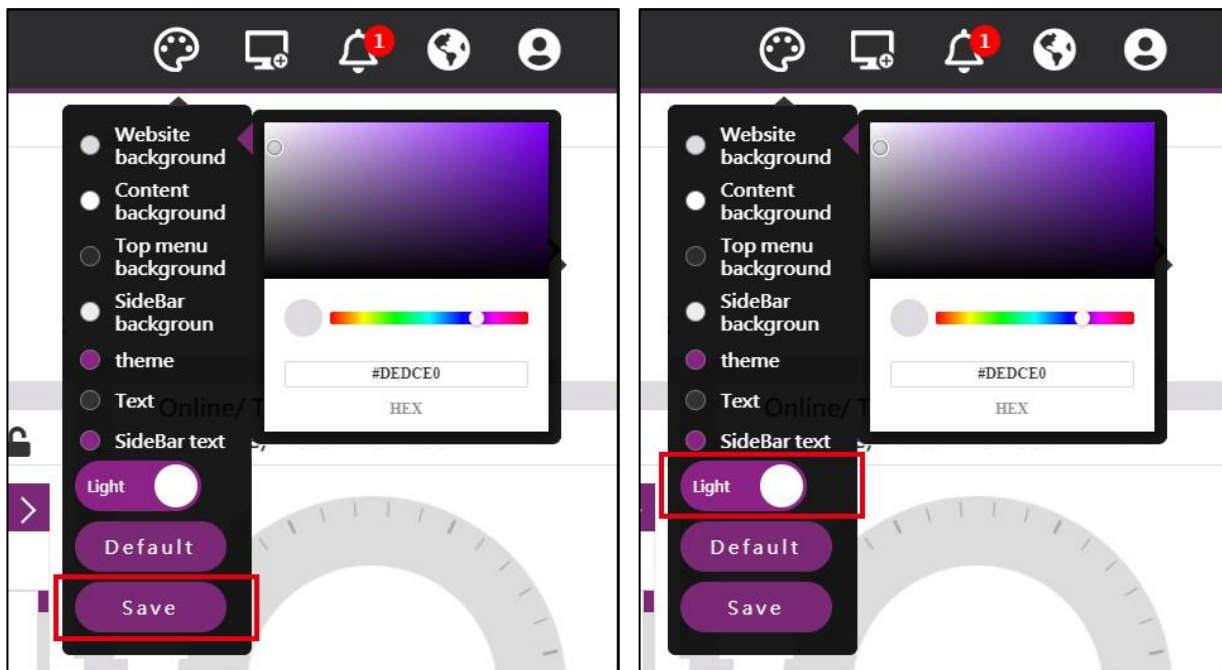 1
Website
background
Content
background
Top menu
background
SideBar
backgroun
theme
Text
SideBar text
Light
Default
Save
#DEDCE0
HEX
Online/ T
1
Website
background
Content
background
Top menu
background
SideBar
backgroun
theme
Text
SideBar text
Light
Default
Save
#DEDCE0
HEX
Online/ T